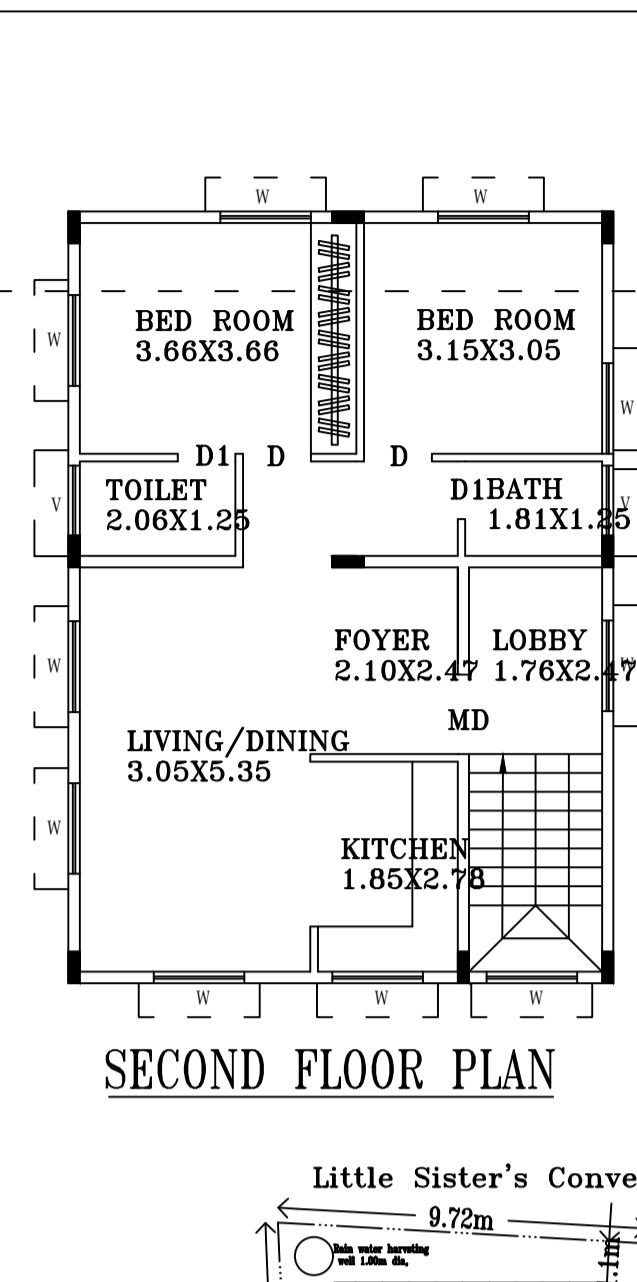 W W
BED ROOM
3.66X3.66
BED ROOM
3.15X3.05
W
W
D1 D D
TOILET
2.06X1.25
D1BATH
1.81X1.25
V
V
FOYER
2.10X2.47
LOBBY
1.76X2.47
W
W
MD
LIVING/DINING
3.05X5.35
W
KITCHEN
1.85X2.78
W W W
SECOND FLOOR PLAN
Little Sister's Conve
9.72m
Rain water harvsting
well 1.00m dia,
.1m